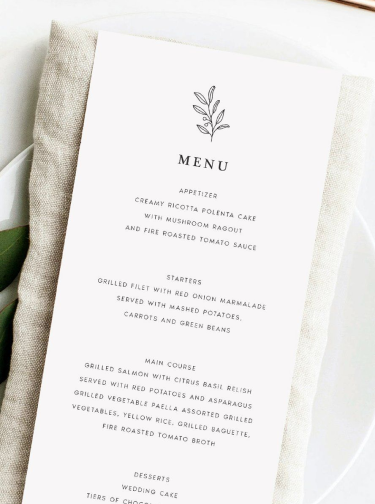 MENU
APPETIZER
CREAMY RICOTTA POLENTA CAKE
WITH MUSHROOM RAGOUT
AND FIRE ROASTED TOMATO SAUCE
STARTERS
GRILLED FILET WITH RED ONION MARMALADE
SERVED WITH MASHED POTATOES,
CARROTS AND GREEN BEANS
MAIN COURSE
GRILLED SALMON WITH CITRUS BASIL RELISH
SERVED WITH RED POTATOES AND ASPARAGUS
GRILLED VEGETABLE PAELLA ASSORTED GRILLED
VEGETABLES, YELLOW RICE, GRILLED BAGUETTE,
FIRE ROASTED TOMATO BROTH
DESSERTS
WEDDING CAKE
TIERS OF